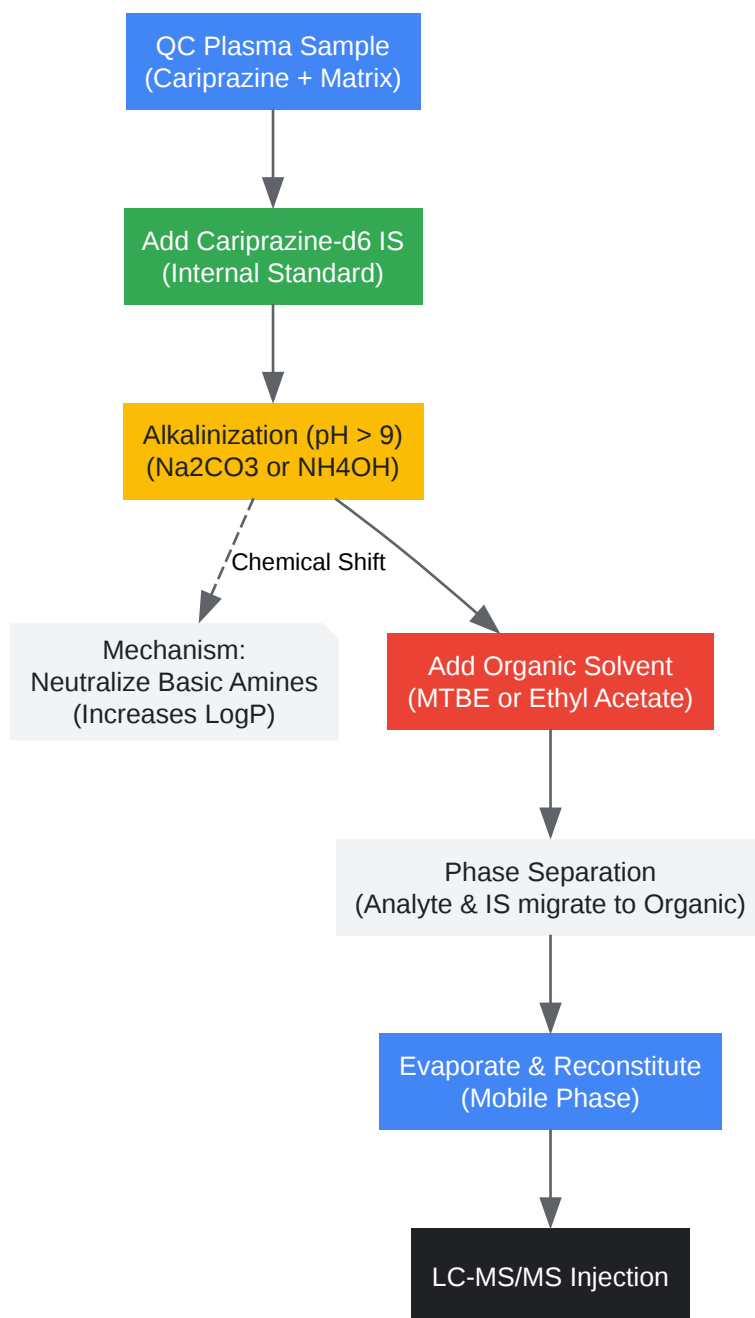 QC Plasma Sample
(Cariprazine + Matrix)
Add Cariprazine-d6 IS
(Internal Standard)
Alkalinization (pH > 9)
(Na2CO3 or NH4OH)
Chemical Shift
Mechanism:
Neutralize Basic Amines
(Increases LogP)
Add Organic Solvent
(MTBE or Ethyl Acetate)
Phase Separation
(Analyte & IS migrate to Organic)
Evaporate & Reconstitute
(Mobile Phase)
LC-MS/MS Injection